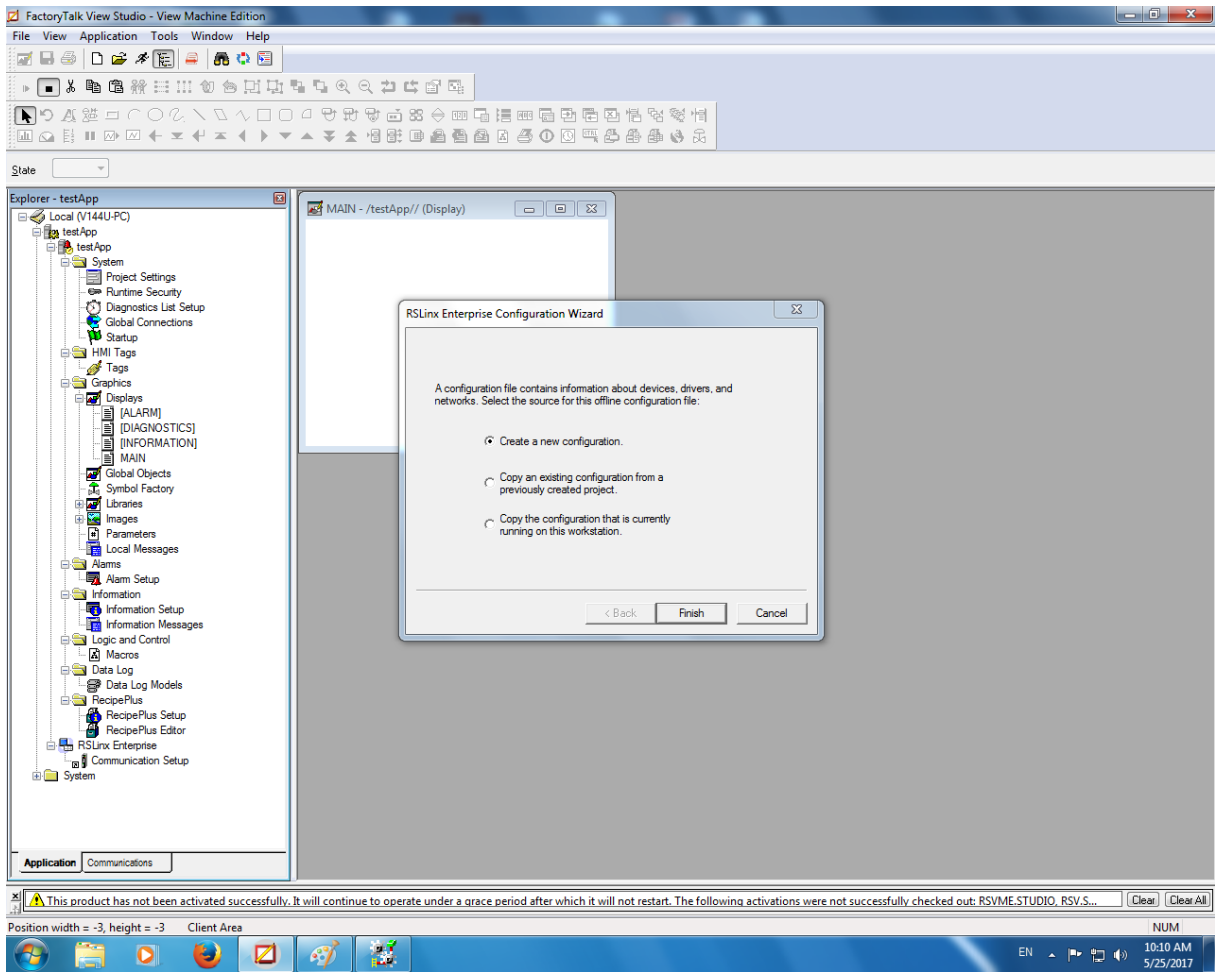 FactoryTalk View Studio - View Machine Edition
File View Application Tools Window Help
State
Explorer - testApp
Local (V144U-PC)
testApp
testApp
System
Project Settings
Runtime Security
Diagnostics List Setup
Global Connections
Startup
HMI Tags
Tags
Graphics
Displays
[ALARM]
[DIAGNOSTICS]
[INFORMATION]
MAIN
Global Objects
Symbol Factory
Libraries
Images
Parameters
Local Messages
Alarms
Alarm Setup
Information
Information Setup
Information Messages
Logic and Control
Macros
Data Log
Data Log Models
RecipePlus
RecipePlus Setup
RecipePlus Editor
RSLinx Enterprise
Communication Setup
System
Application Communications
MAIN - /testApp// (Display)
RSLinx Enterprise Configuration Wizard
A configuration file contains information about devices, drivers, and
networks. Select the source for this offline configuration file:
Create a new configuration.
Copy an existing configuration from a
previously created project.
Copy the configuration that is currently
running on this workstation.
< Back Finish Cancel
This product has not been activated successfully. It will continue to operate under a grace period after which it will not restart. The following activations were not successfully checked out: RSVME.STUDIO, RSV.S... Clear Clear All
Position width = -3, height = -3 Client Area NUM
EN 10:10 AM
5/25/2017